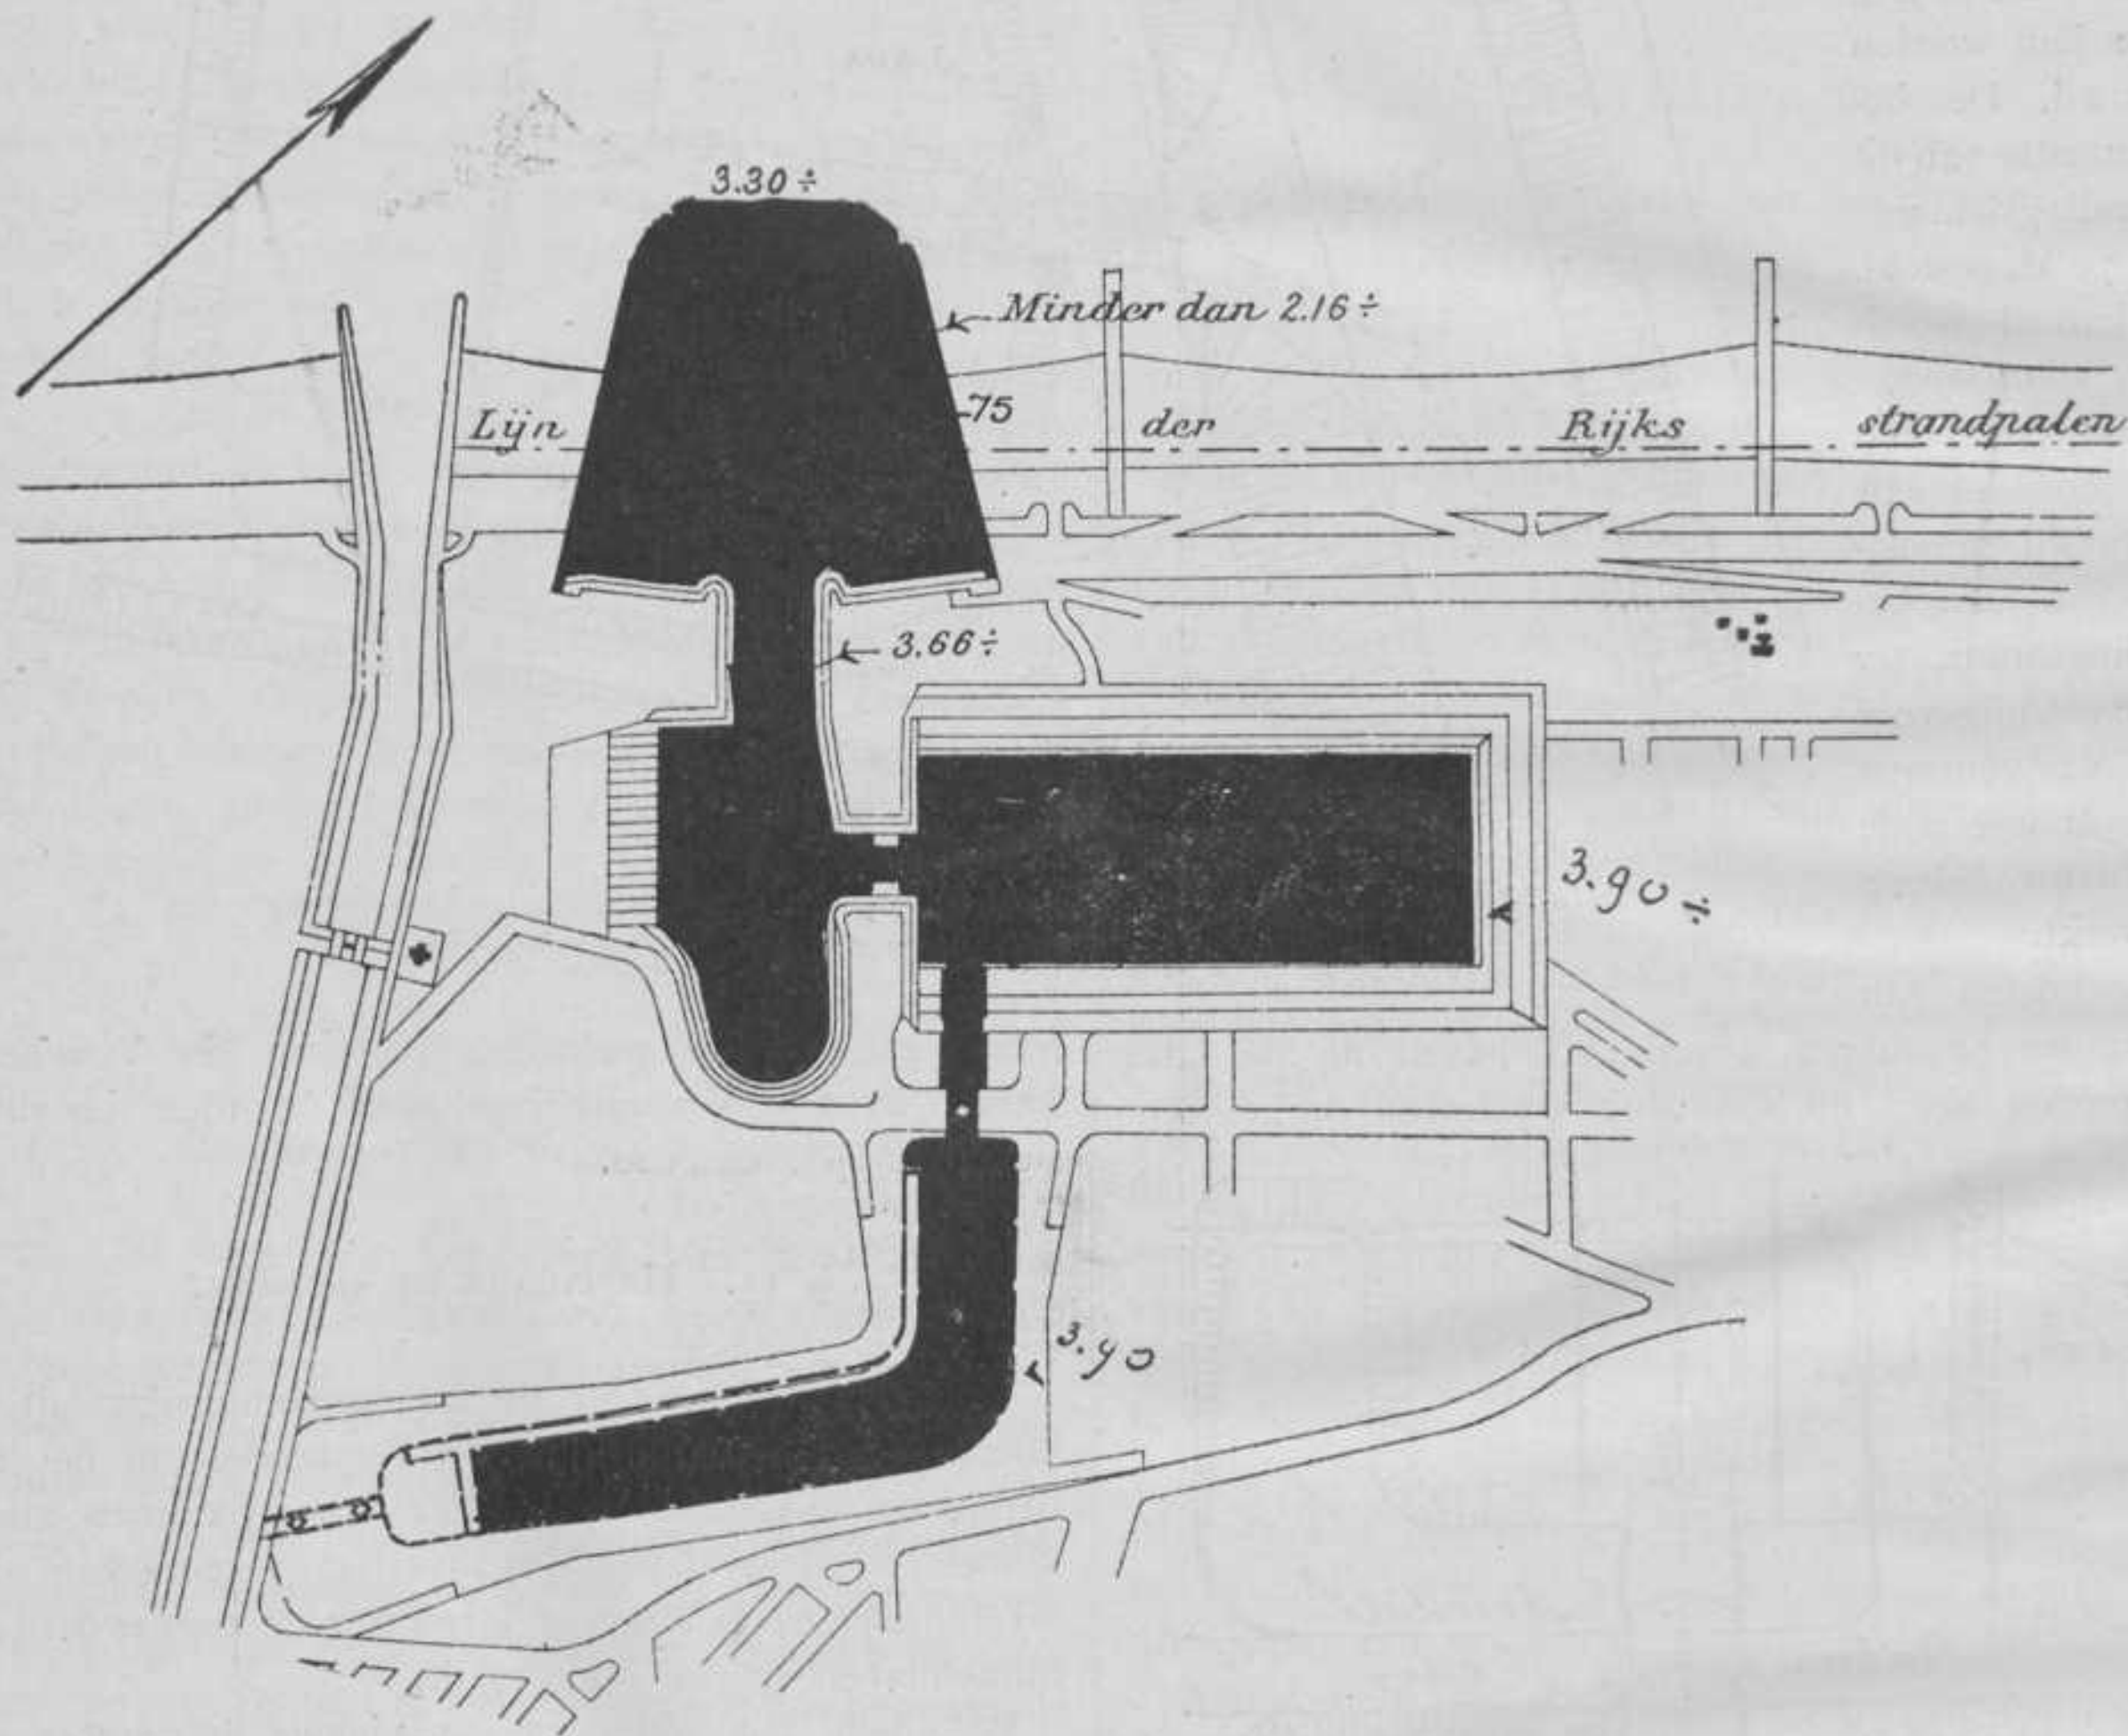 3.30 ÷
Minder dan 2.16 ÷
75
Lijn der Rijks strandpalen
3.66 ÷
3.90 ÷
3.90